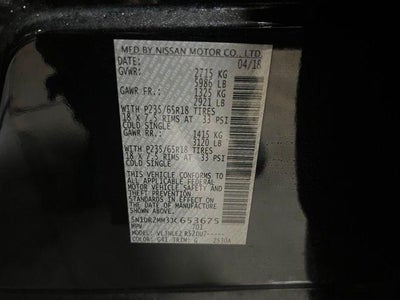 MFD BY NISSAN MOTOR CO., LTD.
DATE: 04/18
GVWR: 2715 KG
5986 LB
GAWR FR.: 1325 KG
2921 LB
WITH P235/65R18 TIRES
18 X 7.5 RIMS AT 33 PSI
COLD SINGLE
GAWR RR.: 1415 KG
3120 LB
WITH P235/65R18 TIRES
18 X 7.5 RIMS AT 33 PSI
COLD SINGLE
THIS VEHICLE CONFORMS TO
ALL APPLICABLE FEDERAL
MOTOR VEHICLE SAFETY
AND THEFT PREVENTION
STANDARDS IN EFFECT ON
THE DATE OF MANUFACTURE
SHOWN ABOVE.
5N1DR2MM3JC653675
MPV 701
COLOR: G41 TRIM: G